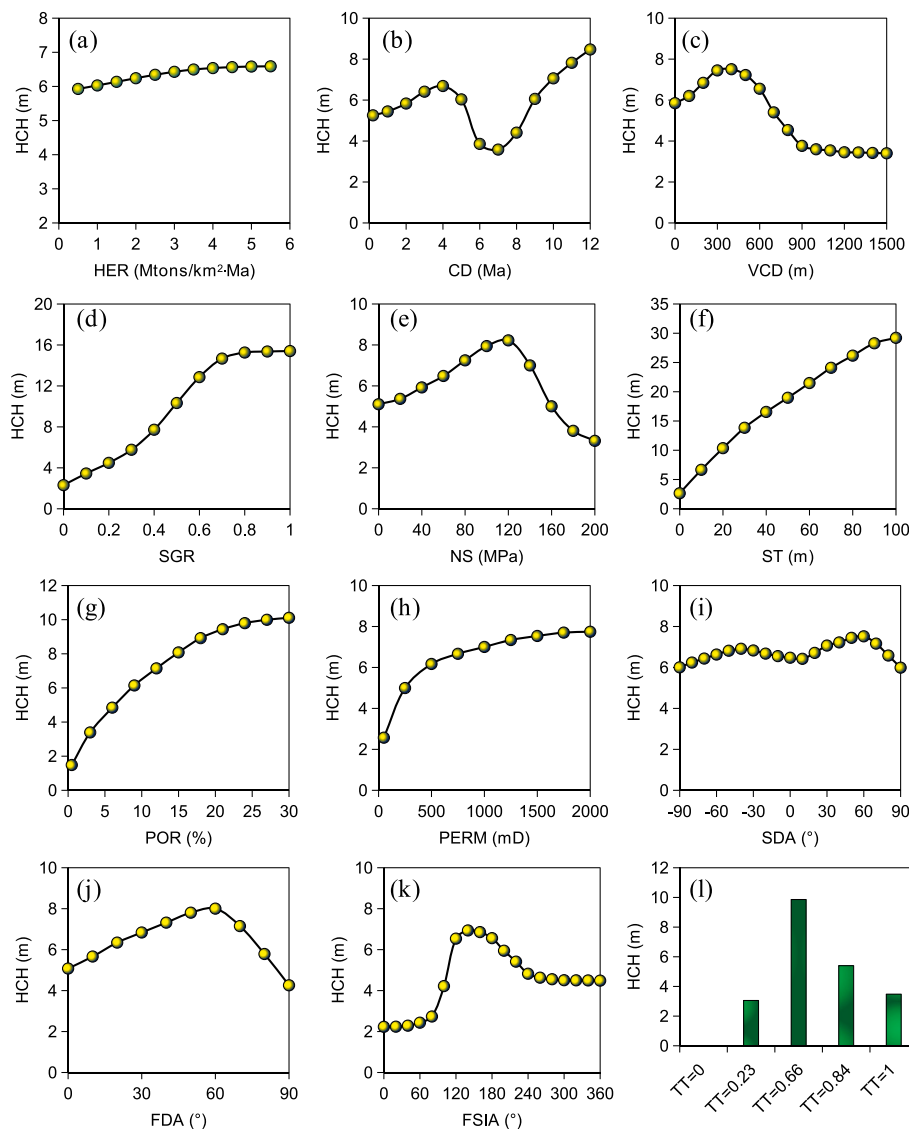 (a)
HCH (m)
8
7
6
5
4
3
2
0 1 2 3 4 5 6
HER (Mtons/km²·Ma)
(b)
HCH (m)
10
8
6
4
2
0
0 2 4 6 8 10 12
CD (Ma)
(c)
HCH (m)
10
8
6
4
2
0
0 300 600 900 1200 1500
VCD (m)
(d)
HCH (m)
20
16
12
8
4
0
0 0.2 0.4 0.6 0.8 1
SGR
(e)
HCH (m)
10
8
6
4
2
0
0 40 80 120 160 200
NS (MPa)
(f)
HCH (m)
35
30
25
20
15
10
5
0
0 20 40 60 80 100
ST (m)
(g)
HCH (m)
12
10
8
6
4
2
0
0 5 10 15 20 25 30
POR (%)
(h)
HCH (m)
10
8
6
4
2
0
0 500 1000 1500 2000
PERM (mD)
(i)
HCH (m)
10
8
6
4
2
0
-90 -60 -30 0 30 60 90
SDA (°)
(j)
HCH (m)
10
8
6
4
2
0
0 30 60 90
FDA (°)
(k)
HCH (m)
10
8
6
4
2
0
0 60 120 180 240 300 360
FSIA (°)
(l)
HCH (m)
12
10
8
6
4
2
0
TT=0 TT=0.23 TT=0.66 TT=0.84 TT=1